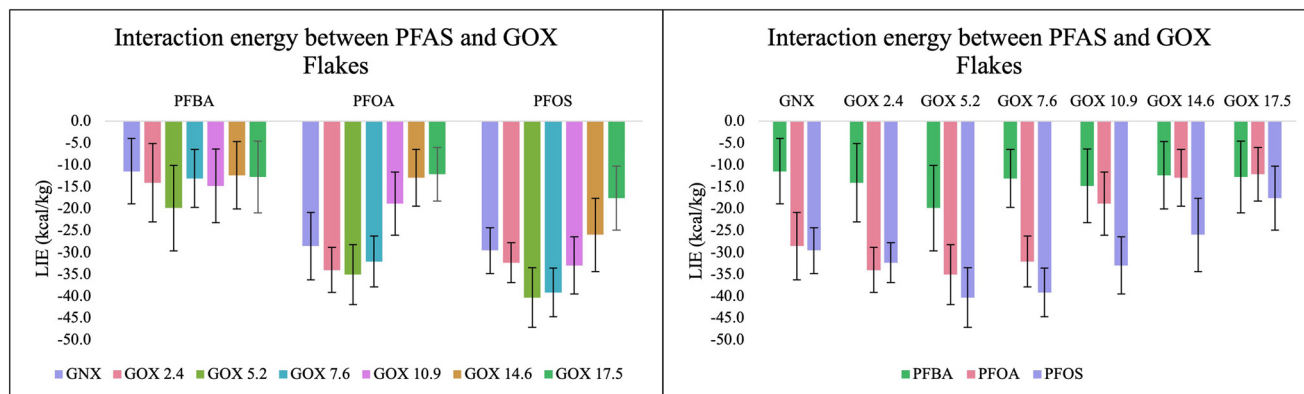 Interaction energy between PFAS and GOX
Flakes
PFBA PFOA PFOS
0.0
-5.0
-10.0
-15.0
-20.0
-25.0
-30.0
-35.0
-40.0
-45.0
-50.0
LIE (kcal/kg)
GNX GOX 2.4 GOX 5.2 GOX 7.6 GOX 10.9 GOX 14.6 GOX 17.5
Interaction energy between PFAS and GOX
Flakes
GNX GOX 2.4 GOX 5.2 GOX 7.6 GOX 10.9 GOX 14.6 GOX 17.5
0.0
-5.0
-10.0
-15.0
-20.0
-25.0
-30.0
-35.0
-40.0
-45.0
-50.0
LIE (kcal/kg)
PFBA PFOA PFOS